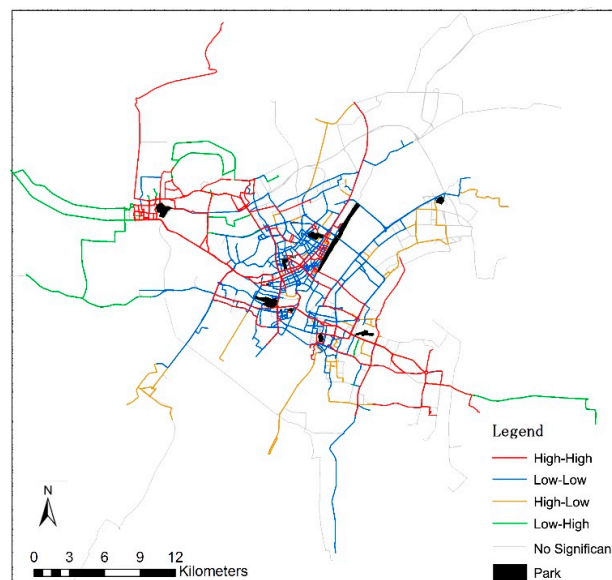 Legend
High-High
Low-Low
High-Low
Low-High
No Significan
Park
N
0 3 6 9 12
Kilometers